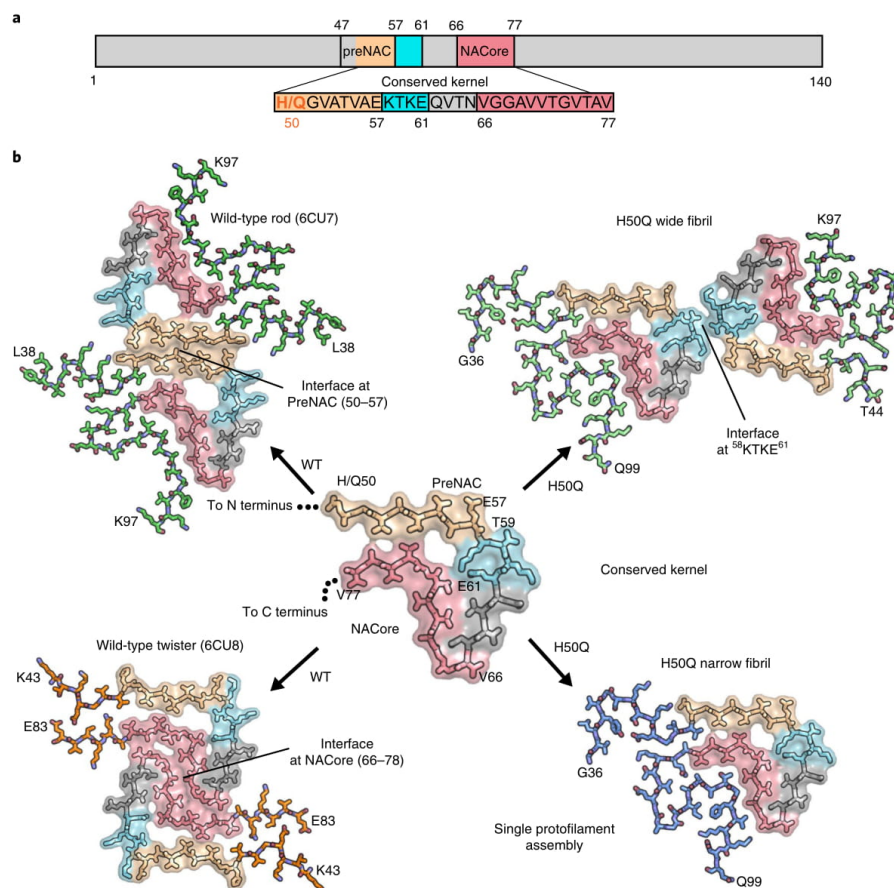 a
47 57 61 66 77
preNAC NACore
1 140
Conserved kernel
H/QGVATVAEKTKEQVTNVGGAVVTGVTAV
50 57 61 66 77
b
K97
Wild-type rod (6CU7)
L38
L38
Interface at
PreNAC (50–57)
K97
WT
H50Q wide fibril
K97
G36
T44
Interface
at ⁵⁸KTKE⁶¹
Q99
H50Q
H/Q50
PreNAC
To N terminus
E57
T59
Conserved kernel
E61
V77
To C terminus
NACore
V66
Wild-type twister (6CU8)
WT
K43
E83
Interface
at NACore (66–78)
E83
K43
H50Q
H50Q narrow fibril
G36
Single protofilament
assembly
Q99